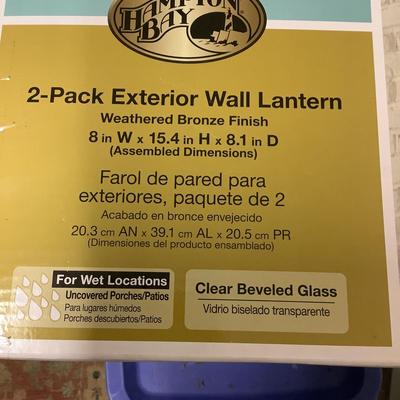 HAMPTON
BAY
2-Pack Exterior Wall Lantern
Weathered Bronze Finish
8 in W x 15.4 in H x 8.1 in D
(Assembled Dimensions)
Farol de pared para
exteriores, paquete de 2
Acabado en bronce envejecido
20.3 cm AN x 39.1 cm AL x 20.5 cm PR
(Dimensiones del producto ensamblado)
For Wet Locations
Uncovered Porches/Patios
Para lugares húmedos
Porches descubiertos/Patios
Clear Beveled Glass
Vidrio biselado transparente